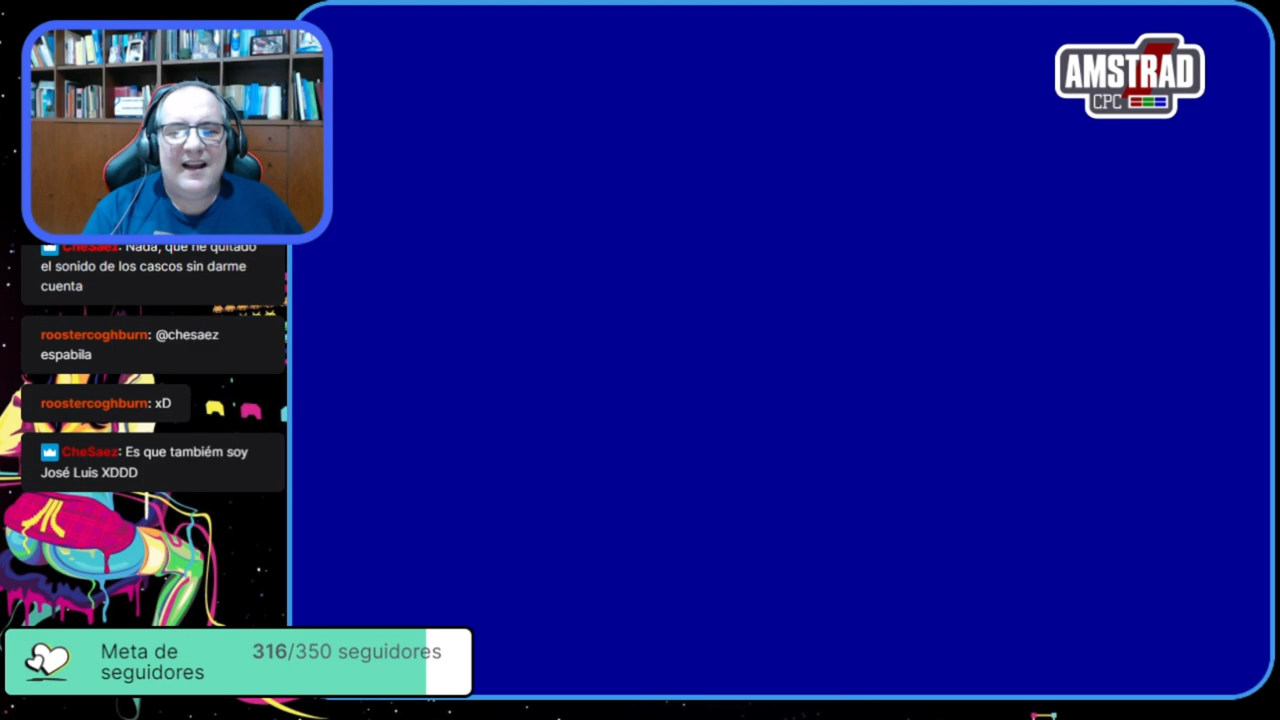 AMSTRAD
CPC
CheSaez: Nada, que he quitado
el sonido de los cascos sin darme
cuenta
roostercoghburn: @chesaez
espabila
roostercoghburn: xD
CheSaez: Es que tambiém soy
José Luis XDDD
Meta de
seguidores
316/350 seguidores